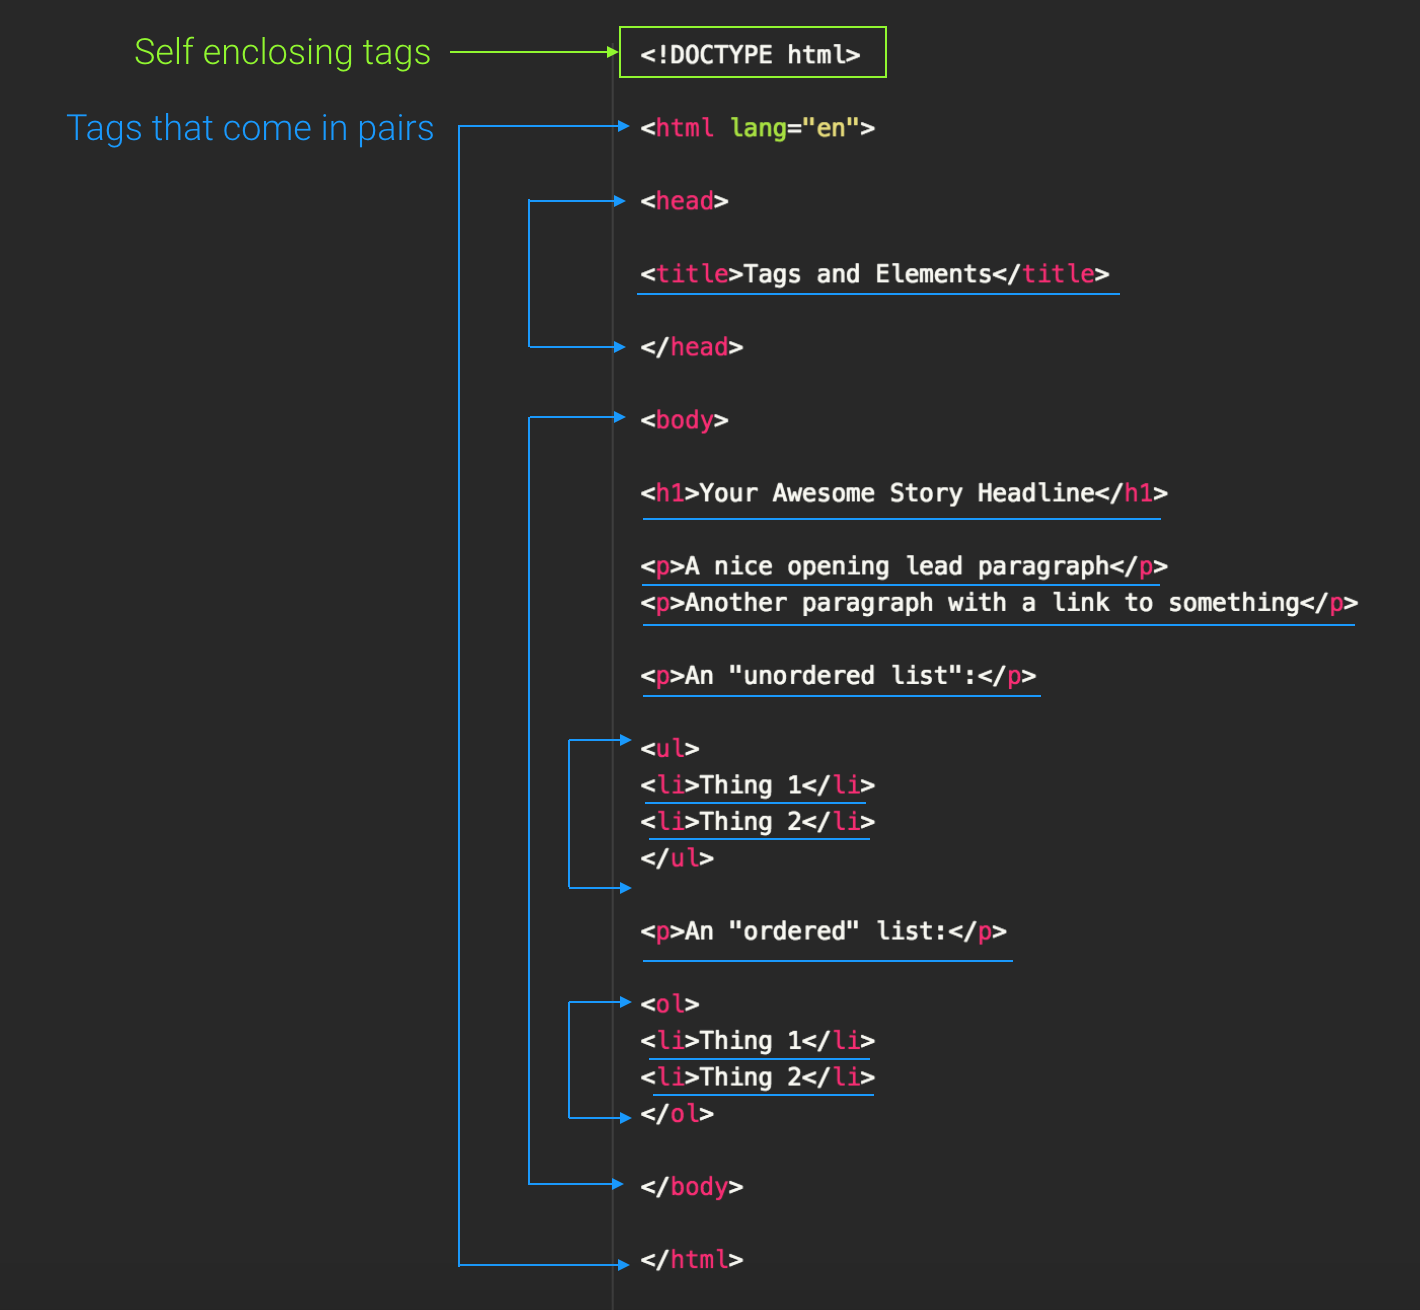 Self enclosing tags
<!DOCTYPE html>
Tags that come in pairs
<html lang="en">
<head>
<title>Tags and Elements</title>
</head>
<body>
<h1>Your Awesome Story Headline</h1>
<p>A nice opening lead paragraph</p>
<p>Another paragraph with a link to something</p>
<p>An "unordered list":</p>
<ul>
<li>Thing 1</li>
<li>Thing 2</li>
</ul>
<p>An "ordered" list:</p>
<ol>
<li>Thing 1</li>
<li>Thing 2</li>
</ol>
</body>
</html>